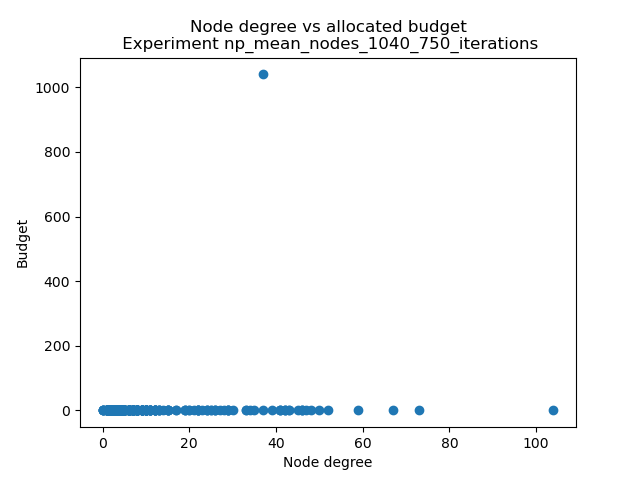 Node degree vs allocated budget
Experiment np_mean_nodes_1040_750_iterations
1000
800
600
400
200
0
Budget
0 20 40 60 80 100
Node degree